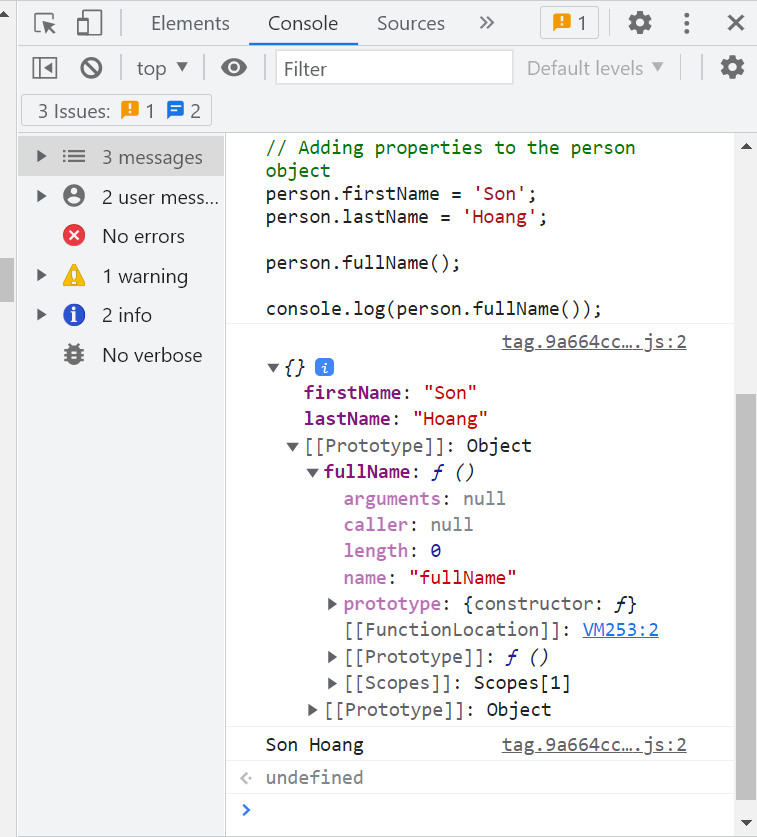 Elements Console Sources 1
top Filter Default levels
3 Issues: 1 2
3 messages
2 user mess...
No errors
1 warning
2 info
No verbose
// Adding properties to the person
object
person.firstName = 'Son';
person.lastName = 'Hoang';
person.fullName();
console.log(person.fullName());
tag.9a664cc….js:2
{} i
firstName: "Son"
lastName: "Hoang"
[[Prototype]]: Object
fullName: ƒ ()
arguments: null
caller: null
length: 0
name: "fullName"
prototype: {constructor: ƒ}
[[FunctionLocation]]: VM253:2
[[Prototype]]: ƒ ()
[[Scopes]]: Scopes[1]
[[Prototype]]: Object
Son Hoang tag.9a664cc….js:2
undefined